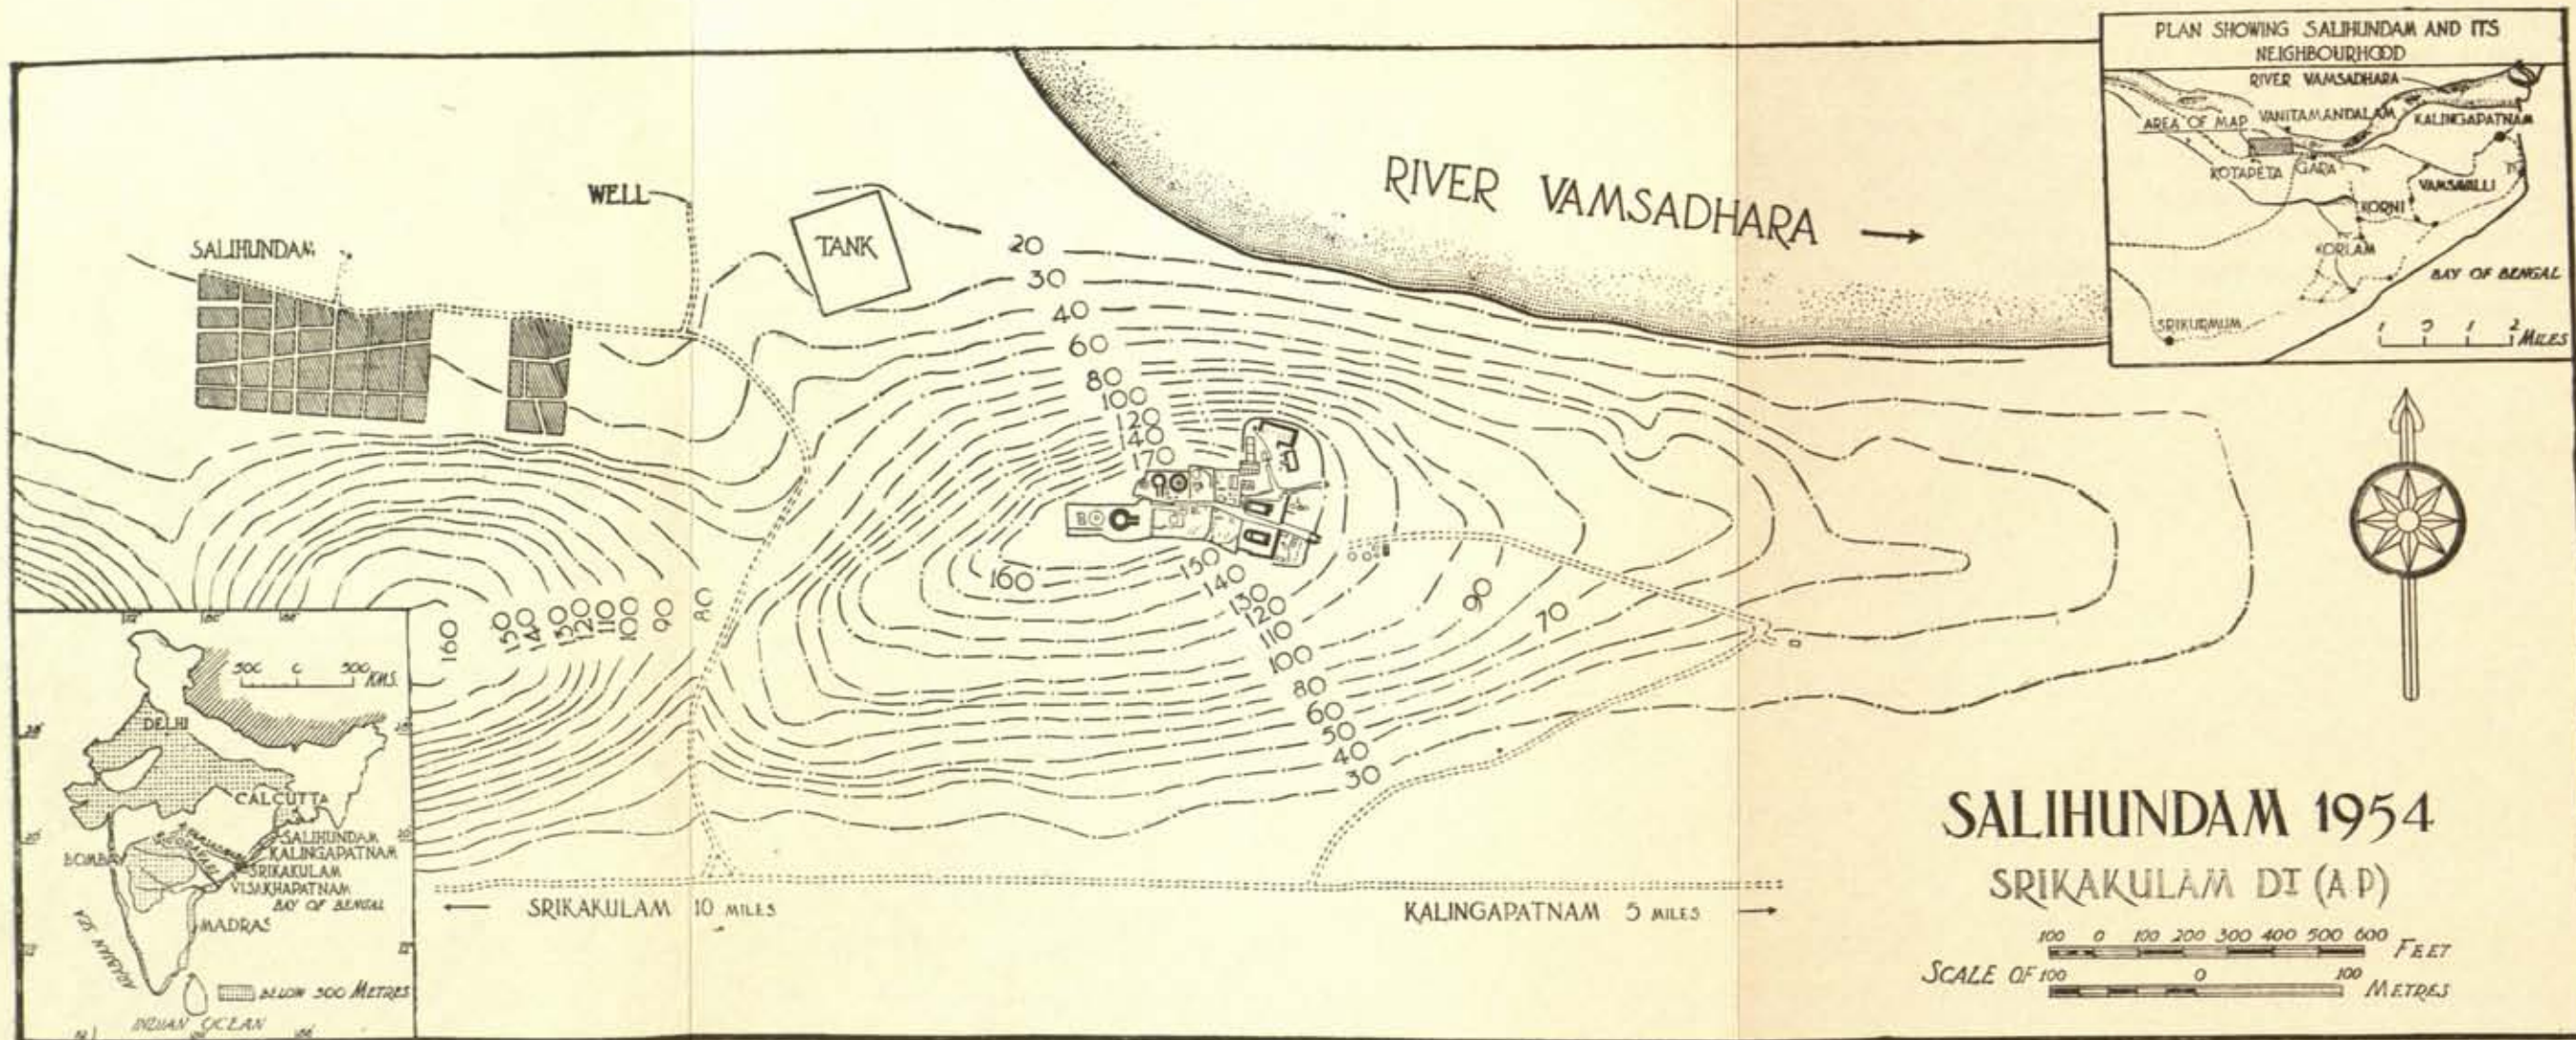 PLAN SHOWING SALIHUNDAM AND ITS
NEIGHBOURHOOD
RIVER VAMSADHARA
AREA OF MAP
VANITAMANDALAM
KALINGAPATNAM
KOTAPETA
GARA
VAMSAVALLI
KORNI
KORLAM
BAY OF BENGAL
SRIKURMUM
1 0 1 2
MILES
WELL
TANK
SALIHUNDAM
RIVER VAMSADHARA
20
30
40
60
80
100
120
140
170
160
150
140
130
120
110
100
80
60
50
40
30
90
70
160
150
140
130
120
110
100
90
80
500 0 500
KMS.
DELHI
CALCUTTA
SALIHUNDAM
KALINGAPATNAM
BOMBAY
SRIKAKULAM
VISAKHAPATNAM
BAY OF BENGAL
MADRAS
ARABIAN SEA
BELOW 300 METRES
INDIAN OCEAN
SRIKAKULAM 10 MILES
KALINGAPATNAM 5 MILES
SALIHUNDAM 1954
SRIKAKULAM DT (A P)
100 0 100 200 300 400 500 600
FEET
SCALE OF
100 0 100
METRES